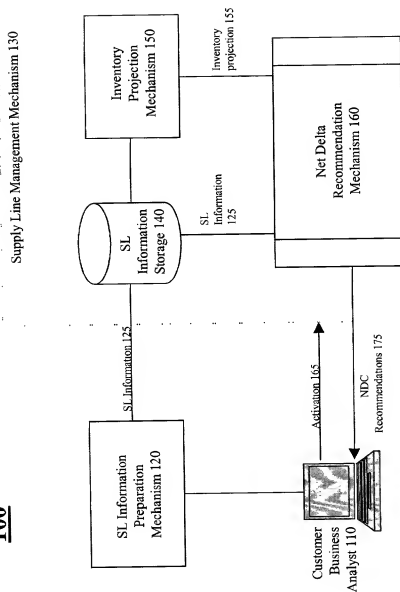 Supply Line Management Mechanism 130
Inventory
Projection
Mechanism 150
Inventory
projection 155
SL
Information
Storage 140
SL
Information
125
Net Delta
Recommendation
Mechanism 160
SL Information 125
SL Information
Preparation
Mechanism 120
Activation 165
NDC
Recommendations 175
Customer
Business
Analyst 110